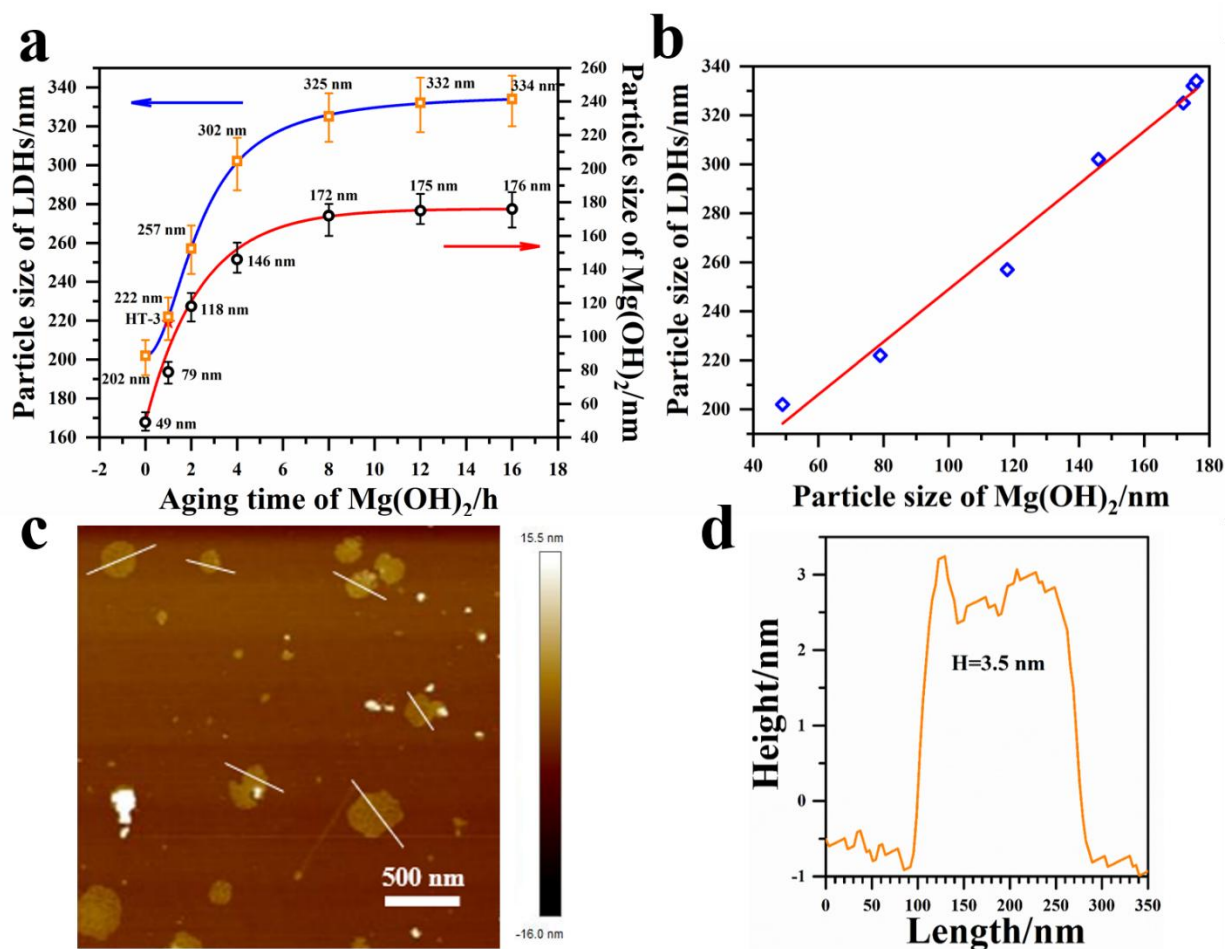 a
Particle size of LDHs/nm
340
320
300
280
260
240
220
200
180
160
202 nm
222 nm
HT-3
257 nm
302 nm
325 nm
332 nm
334 nm
49 nm
79 nm
118 nm
146 nm
172 nm
175 nm
176 nm
260
240
220
200
180
160
140
120
100
80
60
40
Particle size of Mg(OH)₂/nm
-2 0 2 4 6 8 10 12 14 16 18
Aging time of Mg(OH)₂/h
b
Particle size of LDHs/nm
340
320
300
280
260
240
220
200
40 60 80 100 120 140 160 180
Particle size of Mg(OH)₂/nm
c
500 nm
15.5 nm
-16.0 nm
d
Height/nm
3
2
1
0
-1
H=3.5 nm
0 50 100 150 200 250 300 350
Length/nm